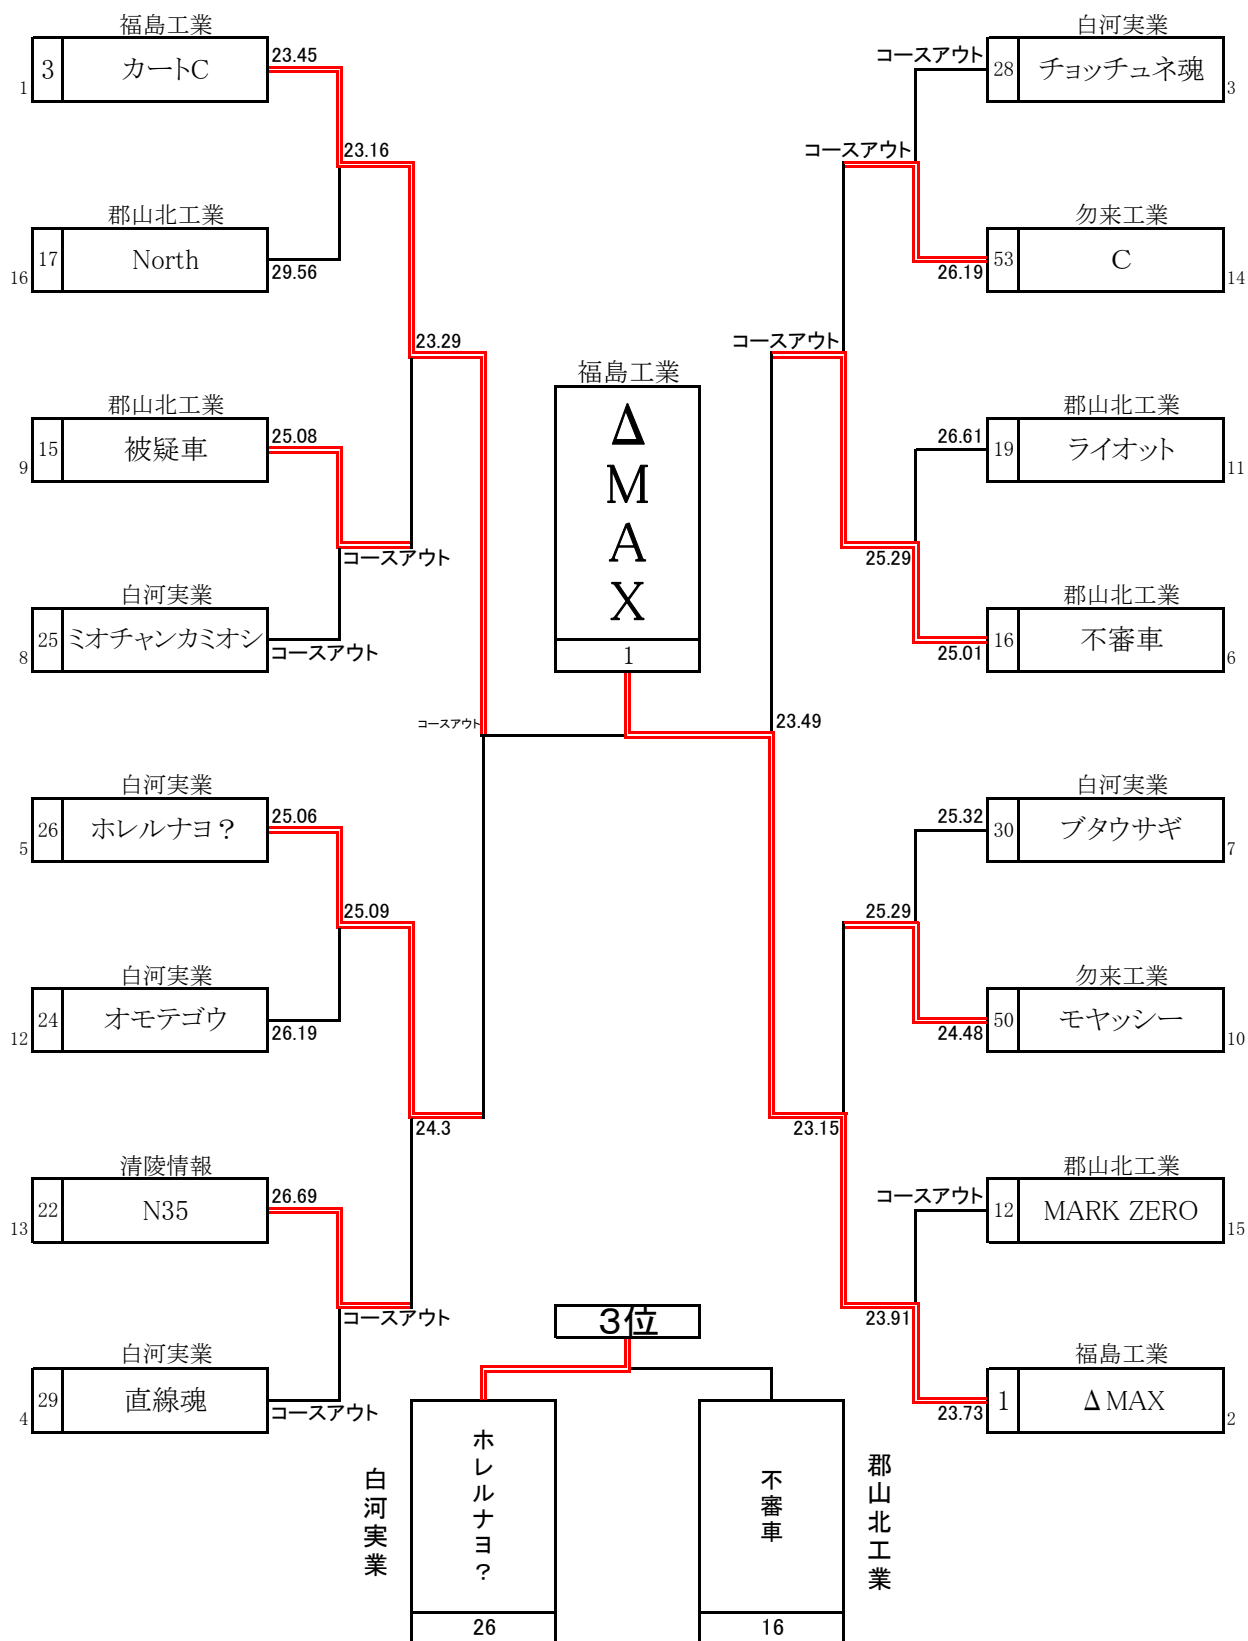 福島工業
1 3 カートC 23.45
23.16
郡山北工業
16 17 North 29.56
23.29
郡山北工業
9 15 被疑車 25.08
コースアウト
白河実業
8 25 ミオチャンカミオシ コースアウト
コースアウト
白河実業
5 26 ホレルナヨ? 25.06
25.09
白河実業
12 24 オモテゴウ 26.19
24.3
清陵情報
13 22 N35 26.69
コースアウト
白河実業
4 29 直線魂 コースアウト
福島工業
Δ
M
A
X
1
白河実業
コースアウト 28 チョッチュネ魂 3
コースアウト
勿来工業
26.19 53 C 14
コースアウト
郡山北工業
26.61 19 ライオット 11
25.29
郡山北工業
25.01 16 不審車 6
23.49
白河実業
25.32 30 ブタウサギ 7
25.29
勿来工業
24.48 50 モヤッシー 10
23.15
郡山北工業
コースアウト 12 MARK ZERO 15
23.91
福島工業
23.73 1 Δ MAX 2
3位
白河実業
ホレルナヨ?
26
不審車
16
郡山北工業